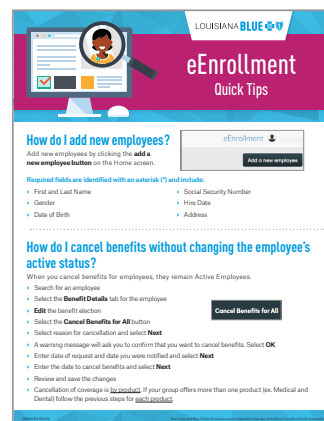 LOUISIANA BLUE
eEnrollment
Quick Tips
How do I add new employees?
Add new employees by clicking the add a
new employee button on the Home screen.
eEnrollment
Add a new employee
Required fields are identified with an asterisk (*) and include:
First and Last Name
Gender
Date of Birth
Social Security Number
Hire Date
Address
How do I cancel benefits without changing the employee's
active status?
When you cancel benefits for employees, they remain Active Employees.
Search for an employee
Select the Benefit Details tab for the employee
Edit the benefit election
Select the Cancel Benefits for All button
Cancel Benefits for All
Select reason for cancellation and select Next
A warning message will ask you to confirm that you want to cancel benefits. Select OK
Enter date of request and date you were notified and select Next
Enter the date to cancel benefits and select Next
Review and save the changes
Cancellation of coverage is by product. If your group offers more than one product (ex. Medical and
Dental) follow the previous steps for each product.